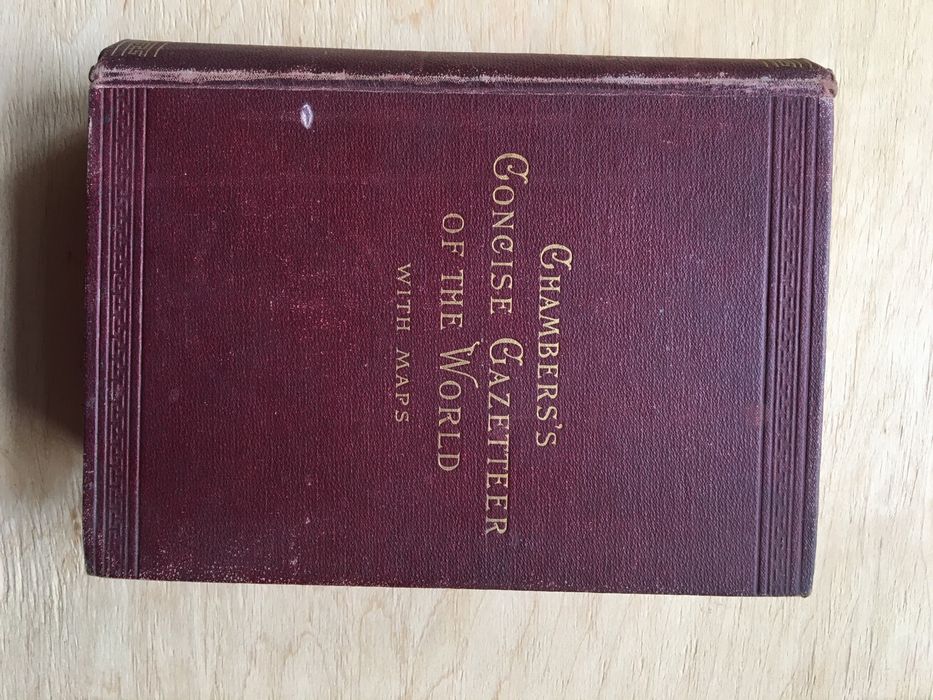 CHAMBERS'S
CONCISE GAZETTEER
OF THE WORLD
WITH MAPS